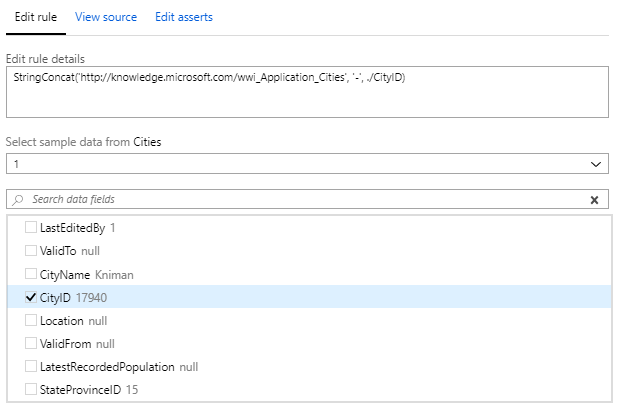 Edit rule View source Edit asserts
Edit rule details
StringConcat('http://knowledge.microsoft.com/wwi_Application_Cities', '-', ./CityID)
Select sample data from Cities
1
Search data fields
LastEditedBy 1
ValidTo null
CityName Kniman
CityID 17940
Location null
ValidFrom null
LatestRecordedPopulation null
StateProvinceID 15